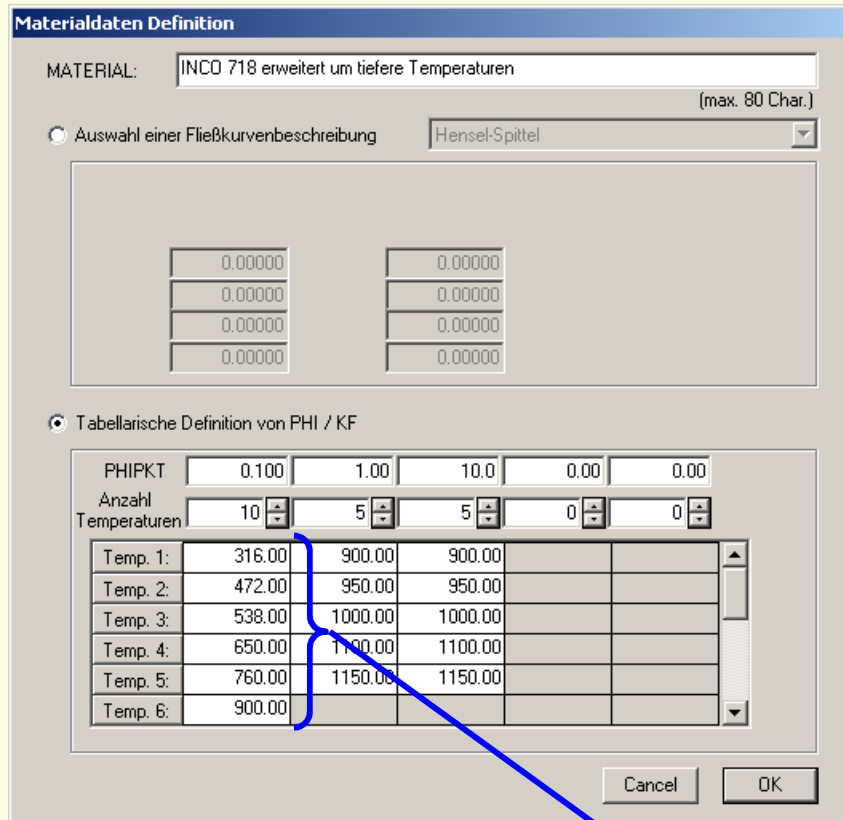 Materialdaten Definition
MATERIAL: INCO 718 erweitert um tiefere Temperaturen
(max. 80 Char.)
Auswahl einer Fließkurvenbeschreibung Hensel-Spittel
0.00000 0.00000
0.00000 0.00000
0.00000 0.00000
0.00000 0.00000
Tabellarische Definition von PHI / KF
PHIPKT 0.100 1.00 10.0 0.00 0.00
Anzahl
Temperaturen 10 5 5 0 0
Temp. 1: 316.00 900.00 900.00
Temp. 2: 472.00 950.00 950.00
Temp. 3: 538.00 1000.00 1000.00
Temp. 4: 650.00 1100.00 1100.00
Temp. 5: 760.00 1150.00 1150.00
Temp. 6: 900.00
Cancel OK